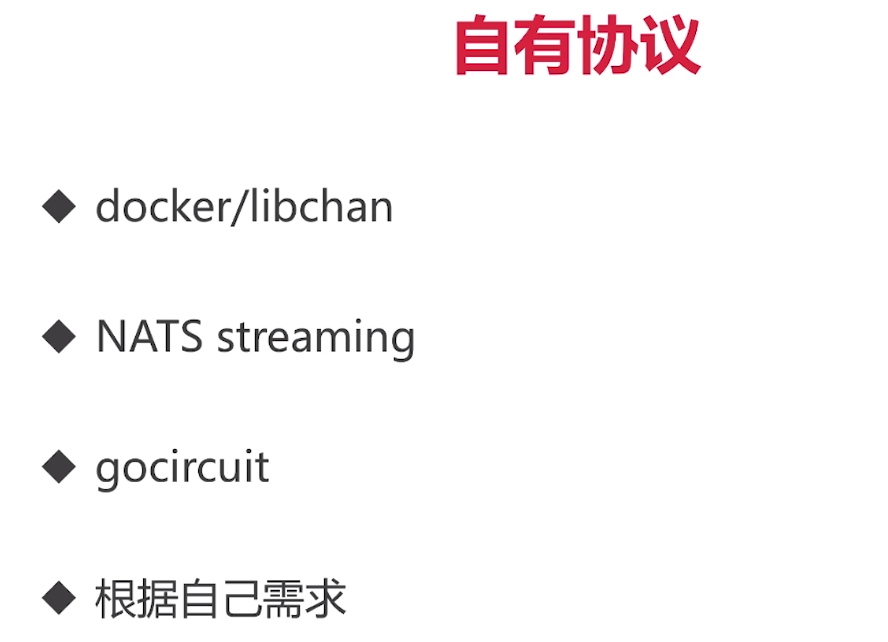 自有协议
◆ docker/libchan
◆ NATS streaming
◆ gocircuit
◆ 根据自己需求